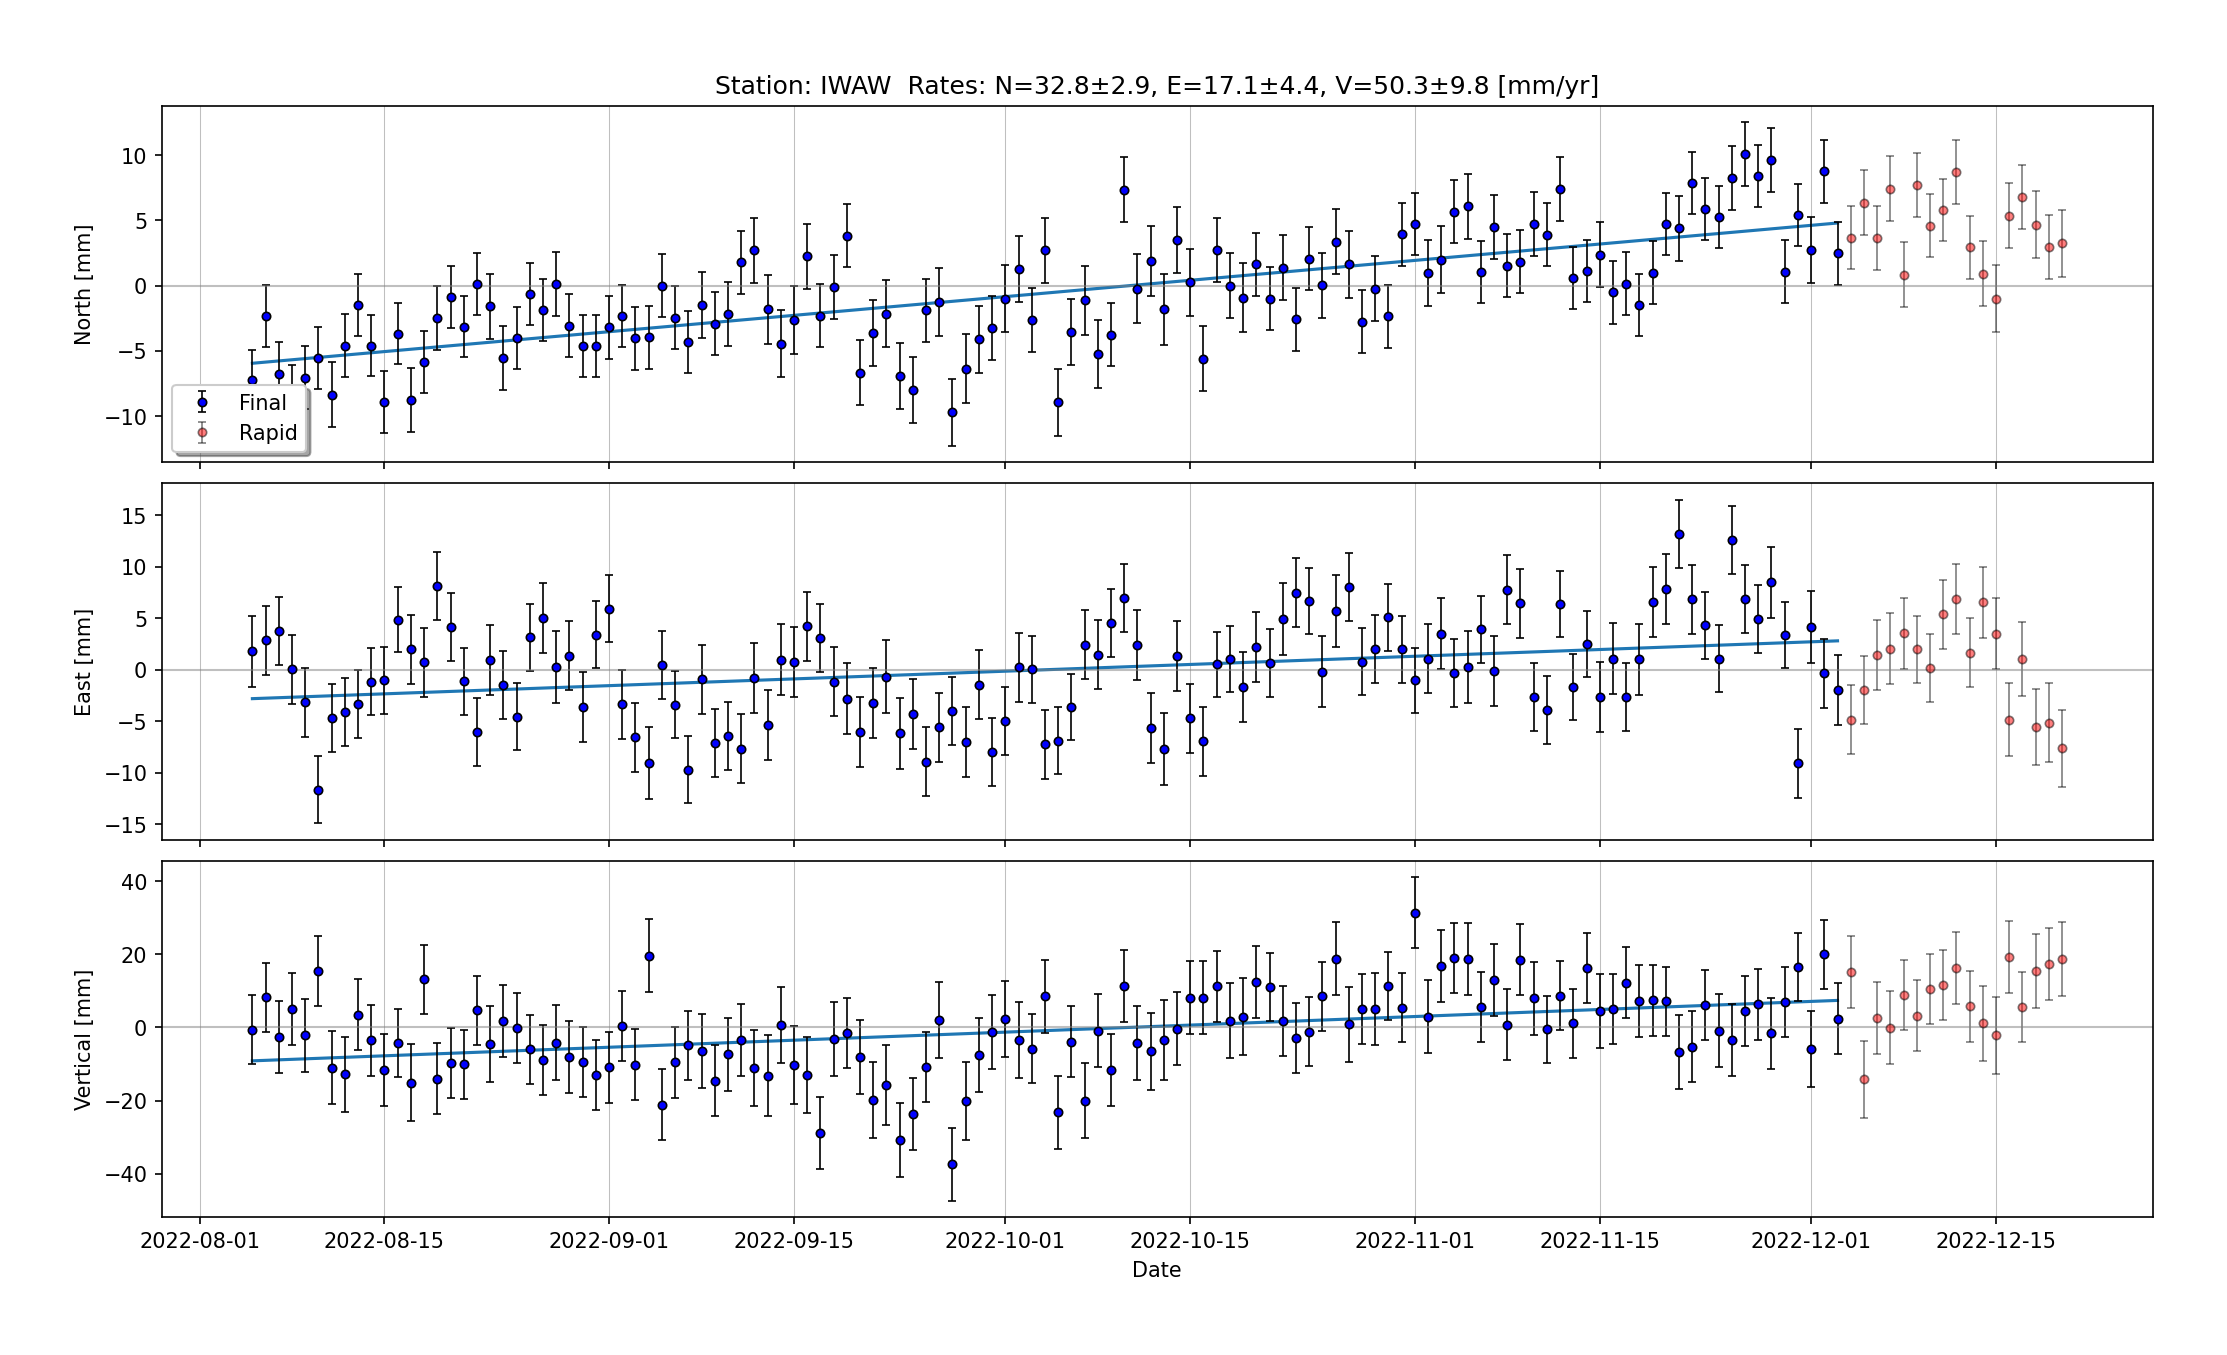 Station: IWAW  Rates: N=32.8±2.9, E=17.1±4.4, V=50.3±9.8 [mm/yr]
North [mm]
10
5
0
−5
−10
Final
Rapid
East [mm]
15
10
5
0
−5
−10
−15
Vertical [mm]
40
20
0
−20
−40
2022-08-01 2022-08-15 2022-09-01 2022-09-15 2022-10-01 2022-10-15 2022-11-01 2022-11-15 2022-12-01 2022-12-15
Date